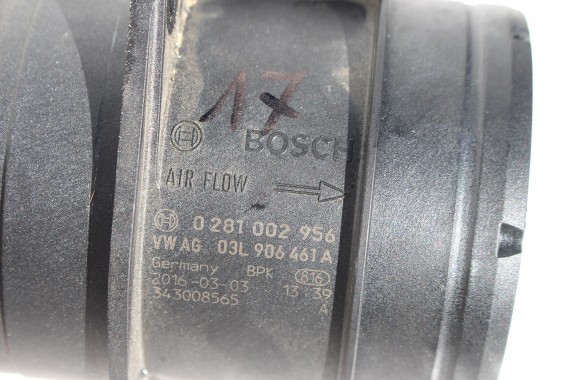 17
BOSCH
AIR FLOW
0 281 002 956
VW AG 03L 906 461 A
Germany BPK 816
2016-03-03 13:39
343008565 A